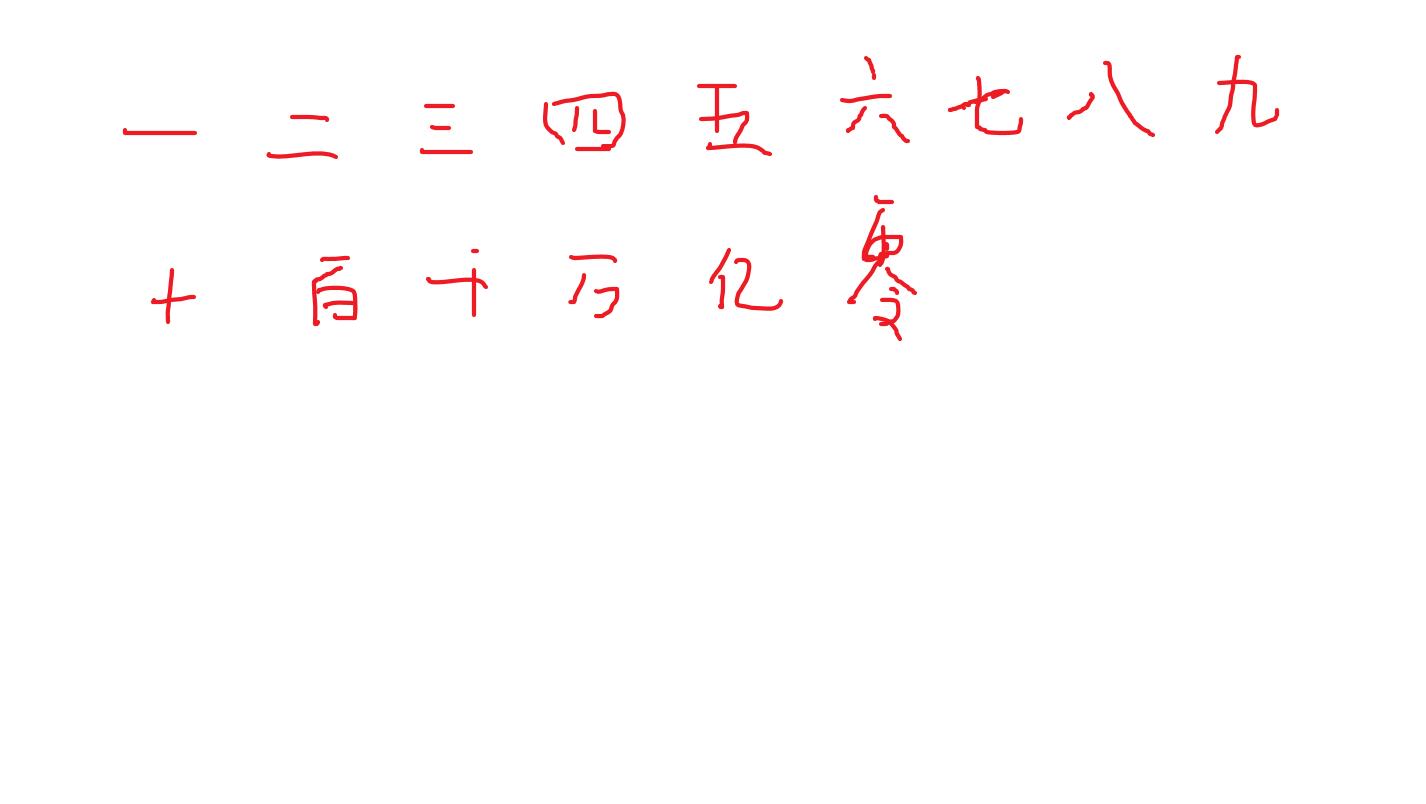 一 二 三 四 五 六 七 八 九
十 百 千 万 亿 零